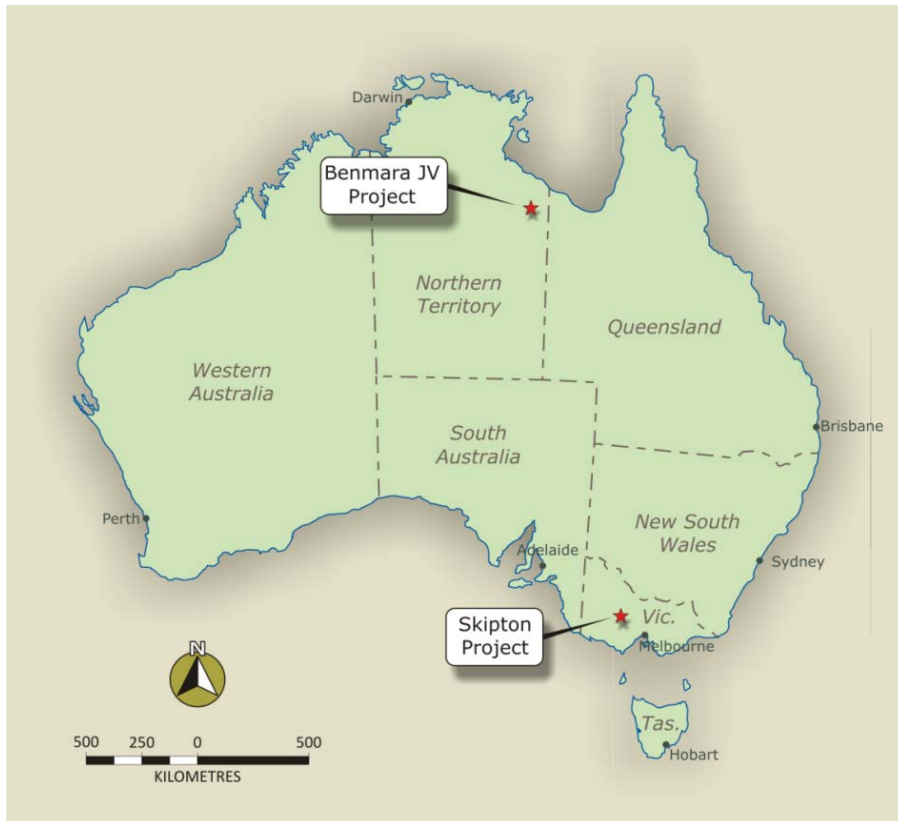 Darwin
Benmara JV
Project
Northern
Territory
Queensland
Western
Australia
South
Australia
Brisbane
Perth
New South
Wales
Adelaide
Sydney
Skipton
Project
Vic.
Melbourne
N
Tas.
Hobart
500 250 0 500
KILOMETRES